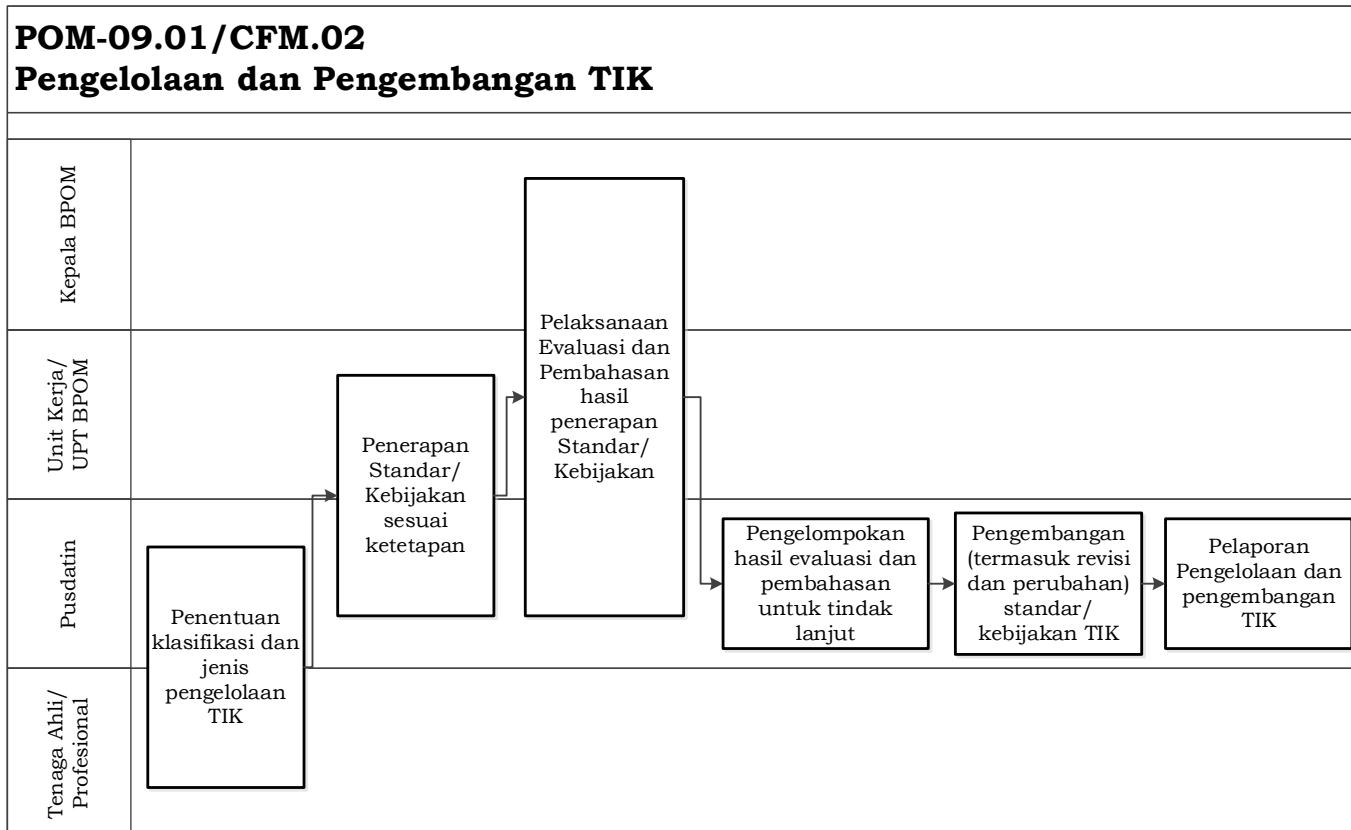 POM-09.01/CFM.02
Pengelolaan dan Pengembangan TIK
Kepala BPOM
Unit Kerja/
UPT BPOM
Pusdatin
Tenaga Ahli/
Profesional
Penentuan
klasifikasi dan
jenis
pengelolaan
TIK
Penerapan
Standar/
Kebijakan
sesuai
ketetapan
Pelaksanaan
Evaluasi dan
Pembahasan
hasil
penerapan
Standar/
Kebijakan
Pengelompokan
hasil evaluasi dan
pembahasan
untuk tindak
lanjut
Pengembangan
(termasuk revisi
dan perubahan)
standar/
kebijakan TIK
Pelaporan
Pengelolaan dan
pengembangan
TIK